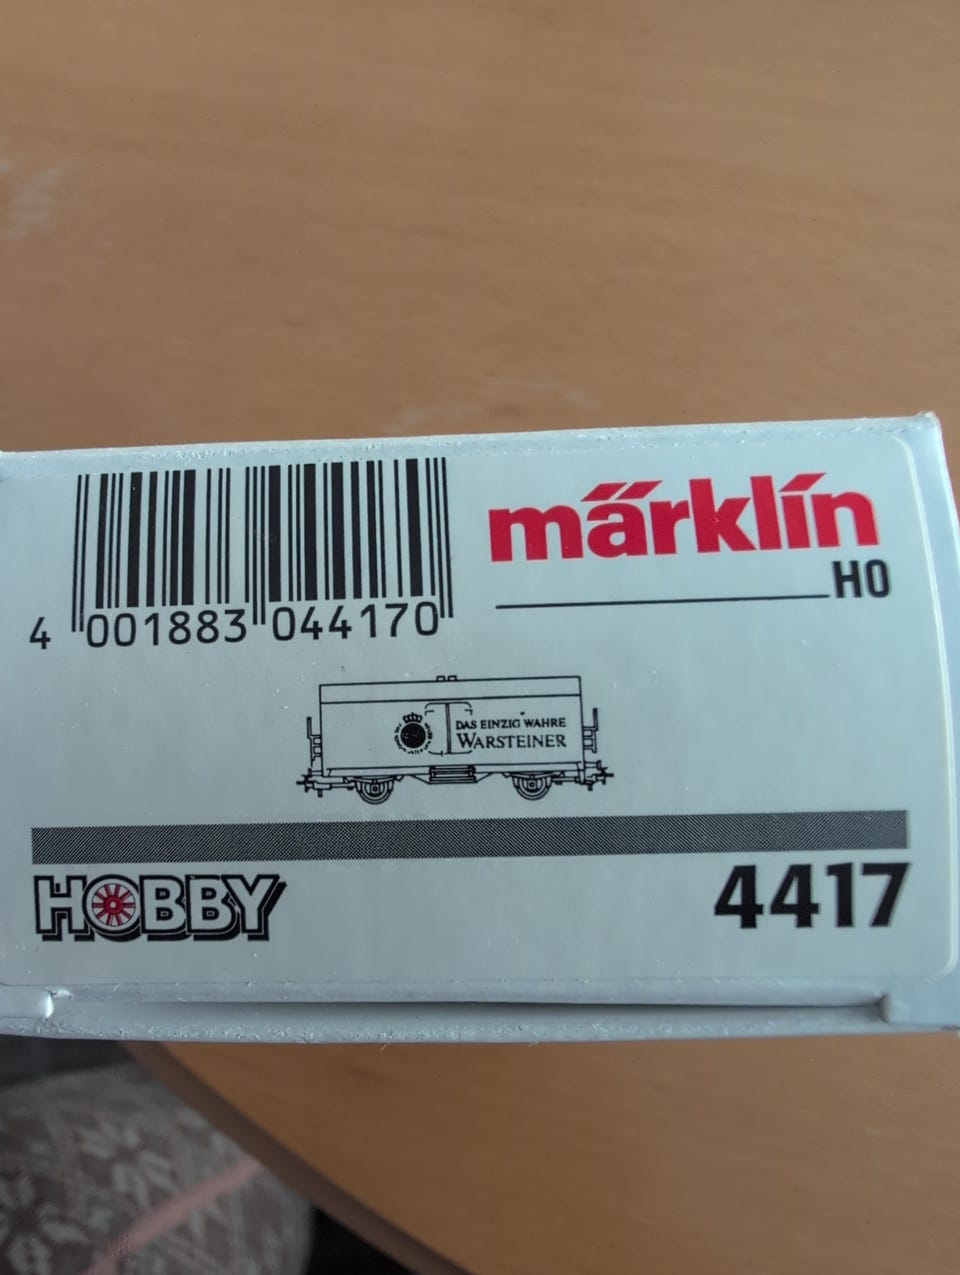 märklin
H0
4 001883 044170
DAS EINZIG WAHRE
WARSTEINER
HOBBY
4417